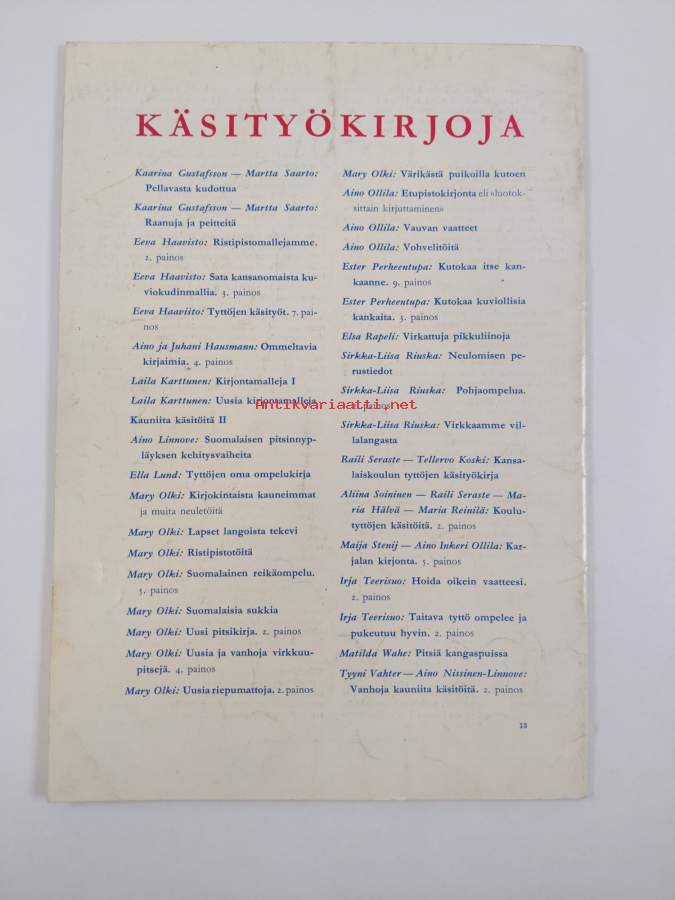 KÄSITYÖKIRJOJA
Kaarina Gustafsson — Martta Saarto:
Pellavasta kudottua
Kaarina Gustafsson — Martta Saarto:
Raanuja ja peitteitä
Eeva Haavisto: Ristipistomallejamme.
2. painos
Eeva Haavisto: Sata kansanomaista ku-
viokudinmallia. 3. painos
Eeva Haaviito: Tyttöjen käsityöt. 7. pai-
nos
Aino ja Juhani Hausmann: Ommeltavia
kirjaimia. 4. painos
Laila Karttunen: Kirjontamalleja I
Laila Karttunen: Uusia kirjontamalleja
Kauniita käsitöitä II
Aino Linnove: Suomalaisen pitsinnyp-
läyksen kehitysvaiheita
Ella Lund: Tyttöjen oma ompelukirja
Mary Olki: Kirjokintaista kauneimmat
ja muita neuletöitä
Mary Olki: Lapset langoista tekevi
Mary Olki: Ristipistotöitä
Mary Olki: Suomalainen reikäompelu.
5. painos
Mary Olki: Suomalaisia sukkia
Mary Olki: Uusi pitsikirja. 2. painos
Mary Olki: Uusia ja vanhoja virkkuu-
pitsejä. 4. painos
Mary Olki: Uusia riepumattoja. 2. painos
Mary Olki: Värikästä puikoilla kutoen
Aino Ollila: Etupistokirjonta eli »luotok-
sittain kirjuttaminen»
Aino Ollila: Vauvan vaatteet
Aino Ollila: Vohvelitöitä
Ester Perheentupa: Kutokaa itse kan-
kaanne. 9. painos
Ester Perheentupa: Kutokaa kuviollisia
kankaita. 5. painos
Elsa Rapeli: Virkattuja pikkuliinoja
Sirkka-Liisa Riuska: Neulomisen pe-
rustiedot
Sirkka-Liisa Riuska: Pohjaompelua.
painos
Sirkka-Liisa Riuska: Virkkaamme vil-
lalangasta
Raili Seraste — Tellervo Koski: Kansa-
laiskoulun tyttöjen käsityökirja
Aliina Soininen — Raili Seraste — Ma-
ria Hälvä — Maria Reinilä: Koulu-
tyttöjen käsitöitä. 2. painos
Maija Stenij — Aino Inkeri Ollila: Kar-
jalan kirjonta. 5. painos
Irja Teerisuo: Hoida oikein vaatteesi.
2. painos
Irja Teerisuo: Taitava tyttö ompelee ja
pukeutuu hyvin. 2. painos
Matilda Wahe: Pitsiä kangaspuissa
Tyyni Vahter — Aino Nissinen-Linnove:
Vanhoja kauniita käsitöitä. 2. painos
13
Antikvariaatti.net